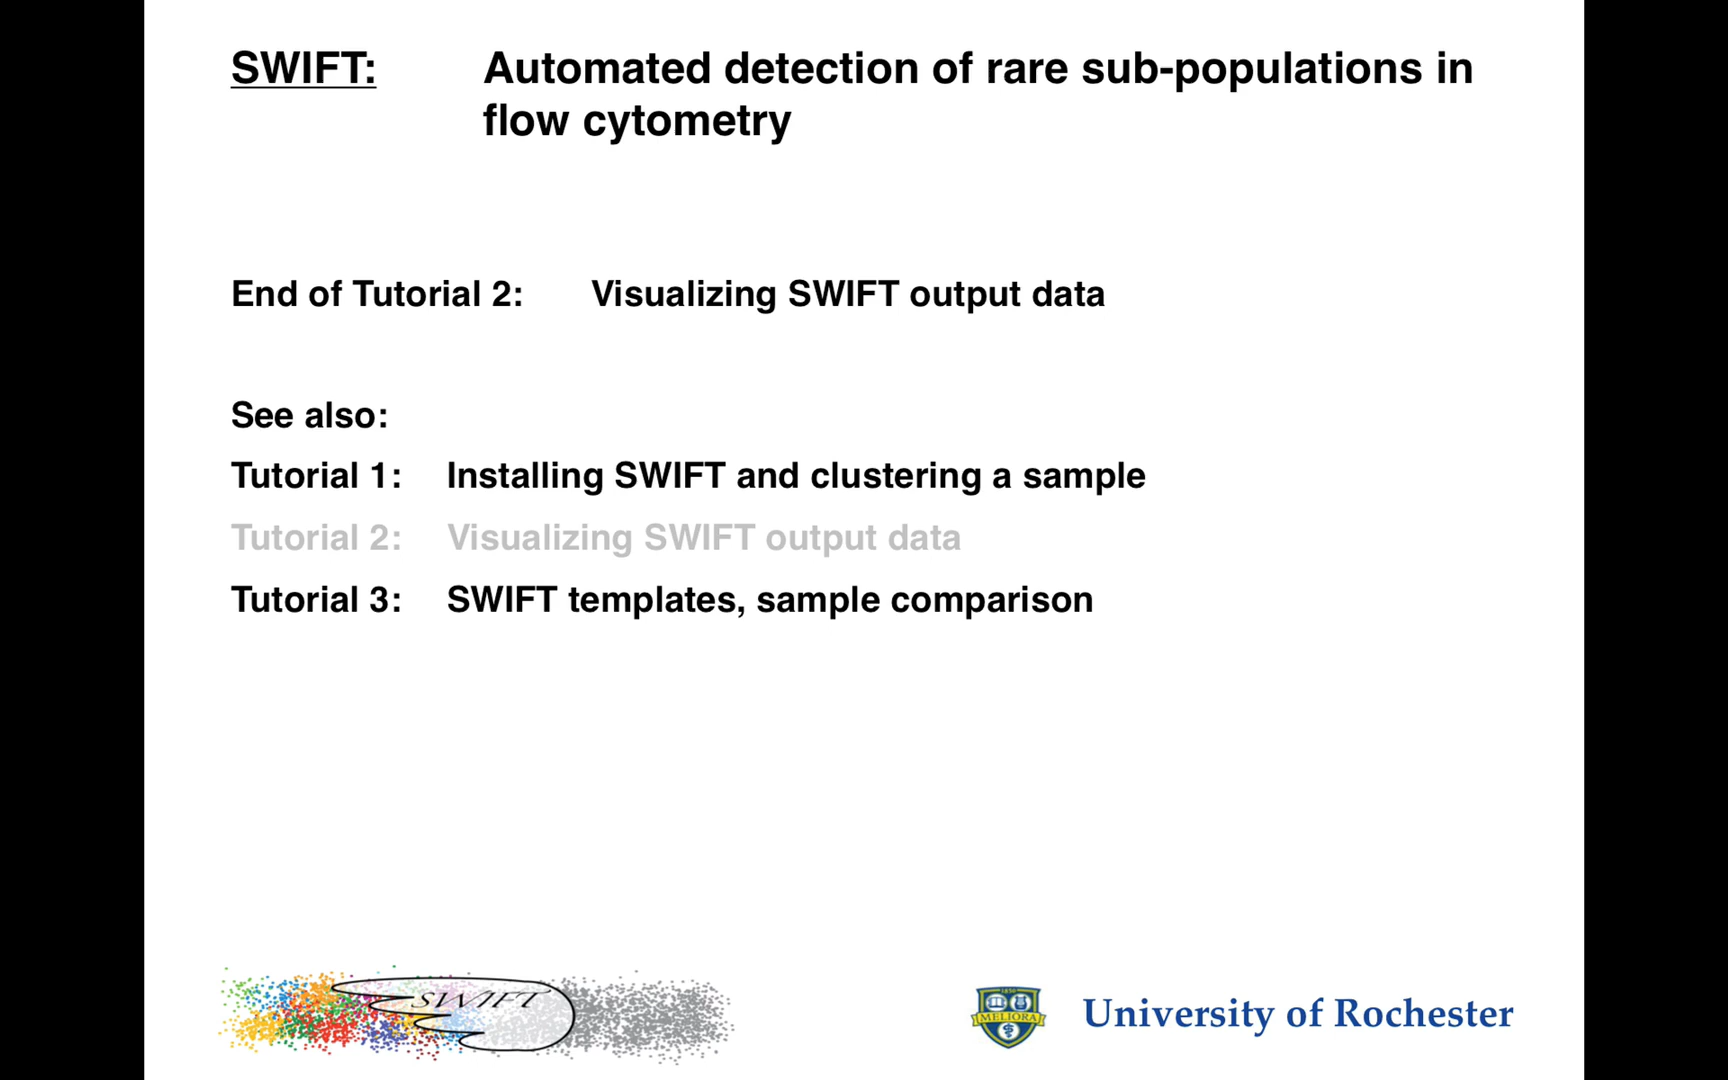 SWIFT: Automated detection of rare sub-populations in
flow cytometry
End of Tutorial 2: Visualizing SWIFT output data
See also:
Tutorial 1: Installing SWIFT and clustering a sample
Tutorial 2: Visualizing SWIFT output data
Tutorial 3: SWIFT templates, sample comparison
SWIFT
1850
MELIORA
University of Rochester